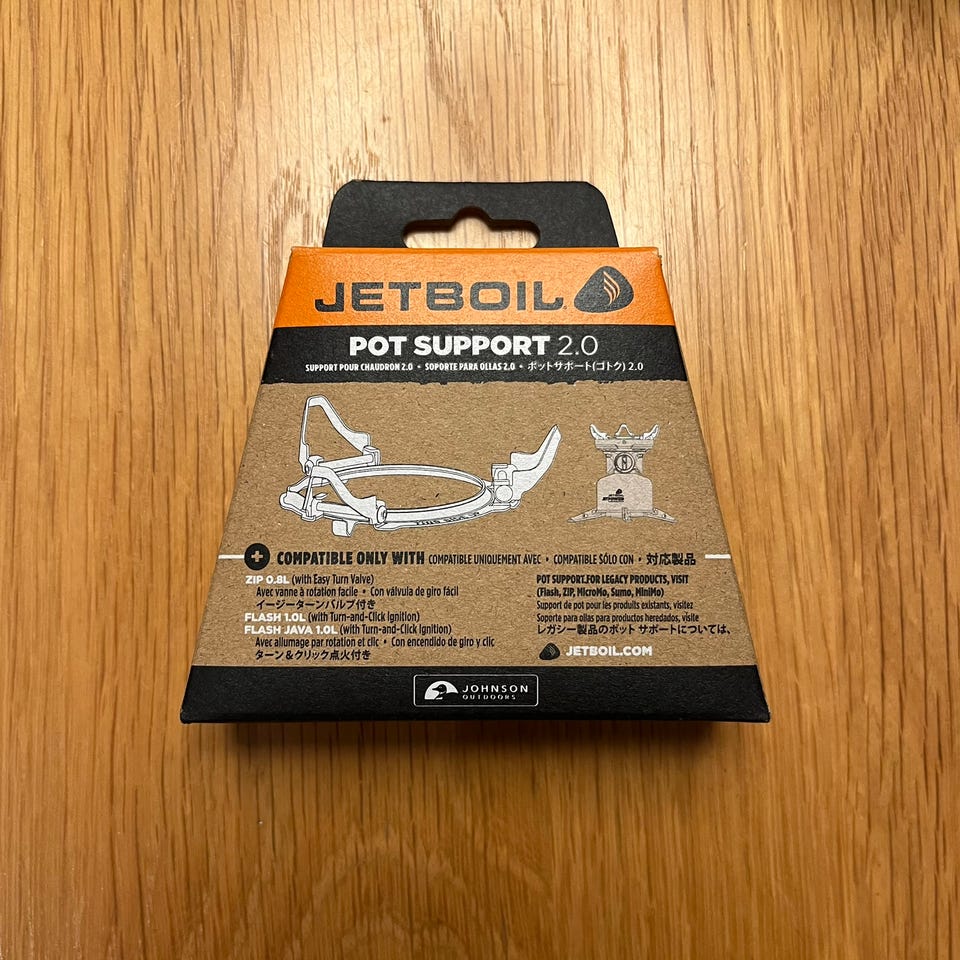 JETBOIL
POT SUPPORT 2.0
SUPPORT POUR CHAUDRON 2.0 • SOPORTE PARA OLLAS 2.0 • ポットサポート(ゴトク) 2.0
COMPATIBLE ONLY WITH COMPATIBLE UNIQUEMENT AVEC • COMPATIBLE SÓLO CON • 対応製品
ZIP 0.8L (with Easy Turn Valve)
Avec vanne à rotation facile • Con válvula de giro fácil
イージーターンバルブ付き
FLASH 1.0L (with Turn-and-Click Ignition)
FLASH JAVA 1.0L (with Turn-and-Click Ignition)
Avec allumage par rotation et clic • Con encendido de giro y clic
ターン＆クリック点火付き
POT SUPPORT FOR LEGACY PRODUCTS, VISIT
(Flash, ZIP, MicroMo, Sumo, MiniMo)
Support de pot pour les produits existants, visitez
Soporte para ollas para productos heredados, visite
レガシー製品のポット サポートについては、
JETBOIL.COM
JOHNSON
OUTDOORS